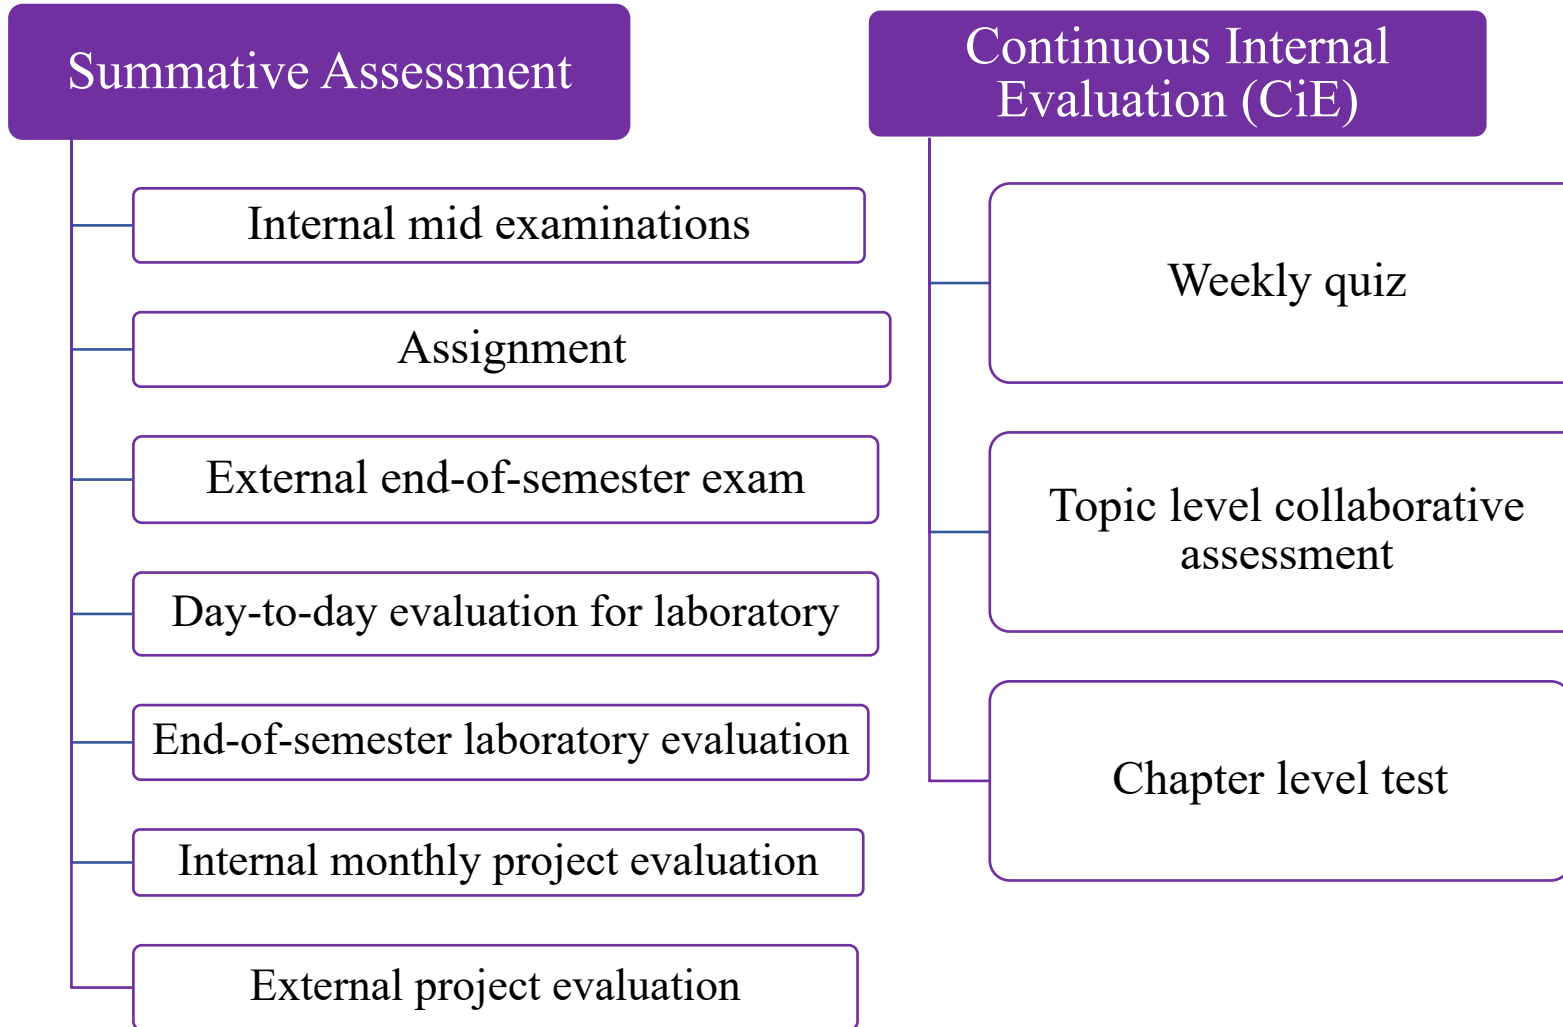 Summative Assessment
Internal mid examinations
Assignment
External end-of-semester exam
Day-to-day evaluation for laboratory
End-of-semester laboratory evaluation
Internal monthly project evaluation
External project evaluation
Continuous Internal
Evaluation (CiE)
Weekly quiz
Topic level collaborative
assessment
Chapter level test